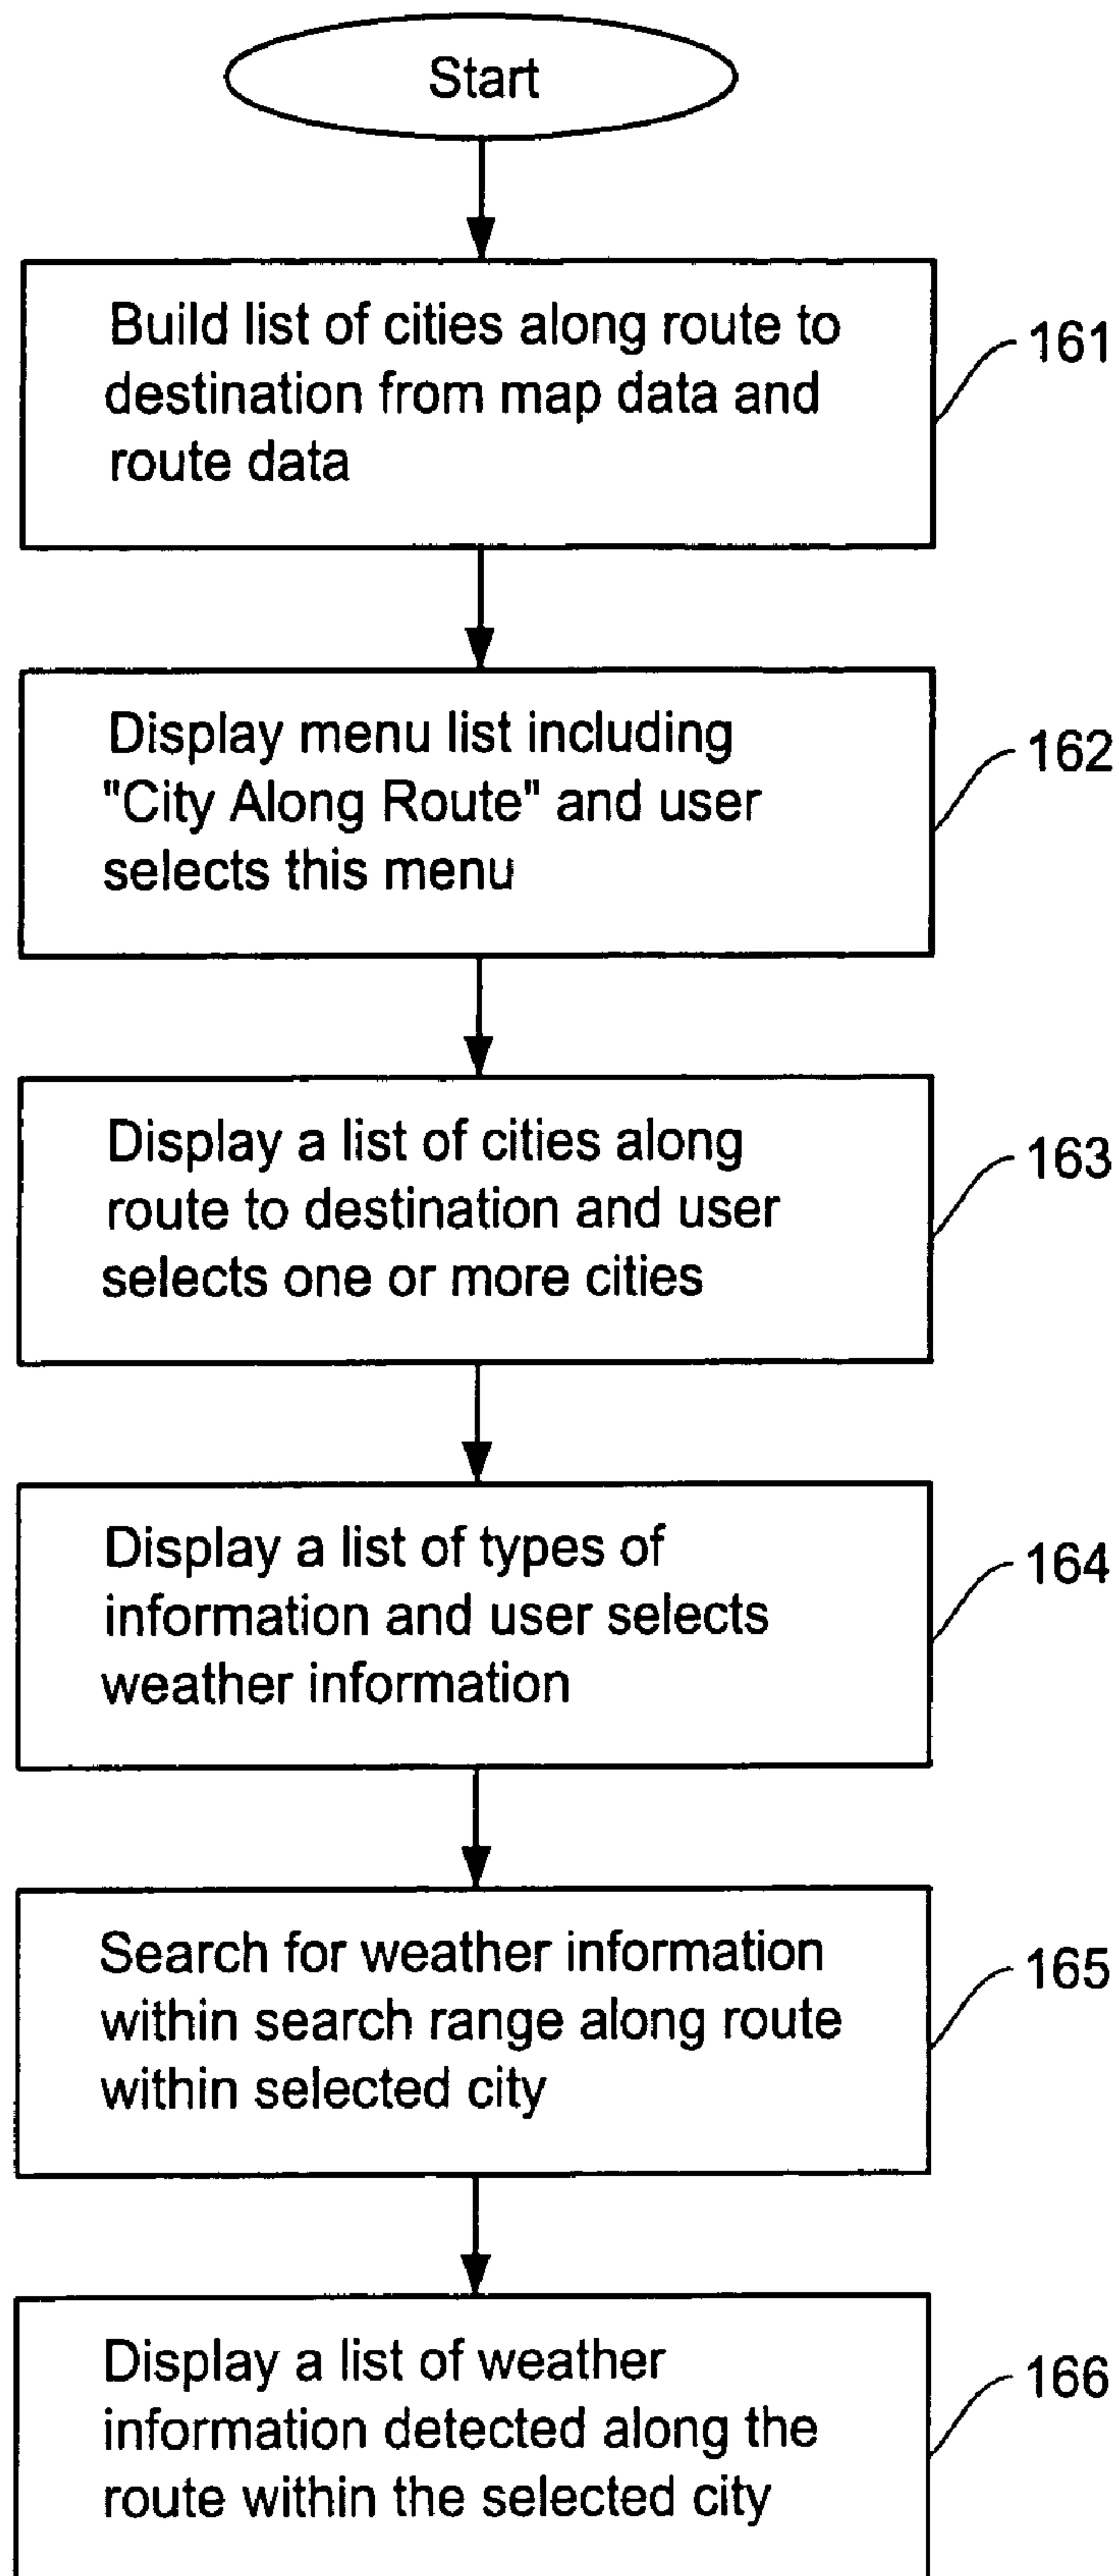 Start
Build list of cities along route to
destination from map data and
route data
161
Display menu list including
"City Along Route" and user
selects this menu
162
Display a list of cities along
route to destination and user
selects one or more cities
163
Display a list of types of
information and user selects
weather information
164
Search for weather information
within search range along route
within selected city
165
Display a list of weather
information detected along the
route within the selected city
166